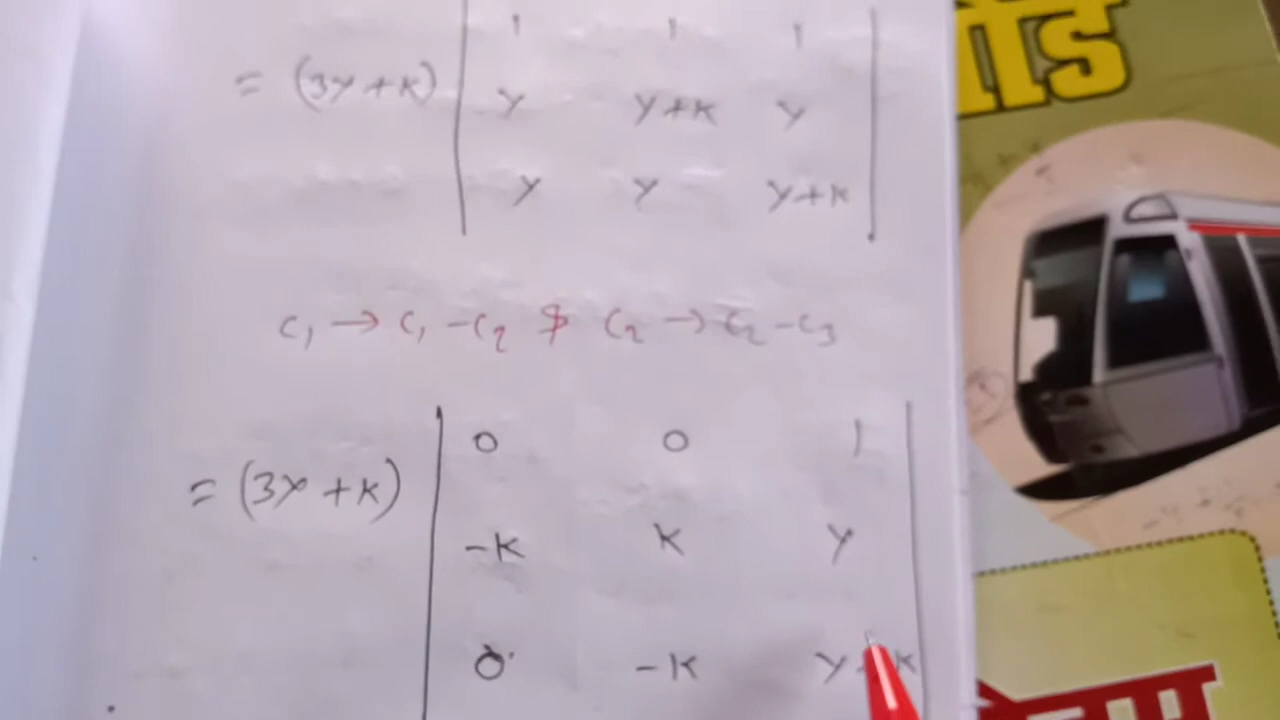 1 1 1
= (3y+k) y y+k y
y y y+k
C₁ → C₁ - C₂ $ C₂ → C₂ - C₃
0 0 1
= (3y+k) -k k y
0 -k y+k